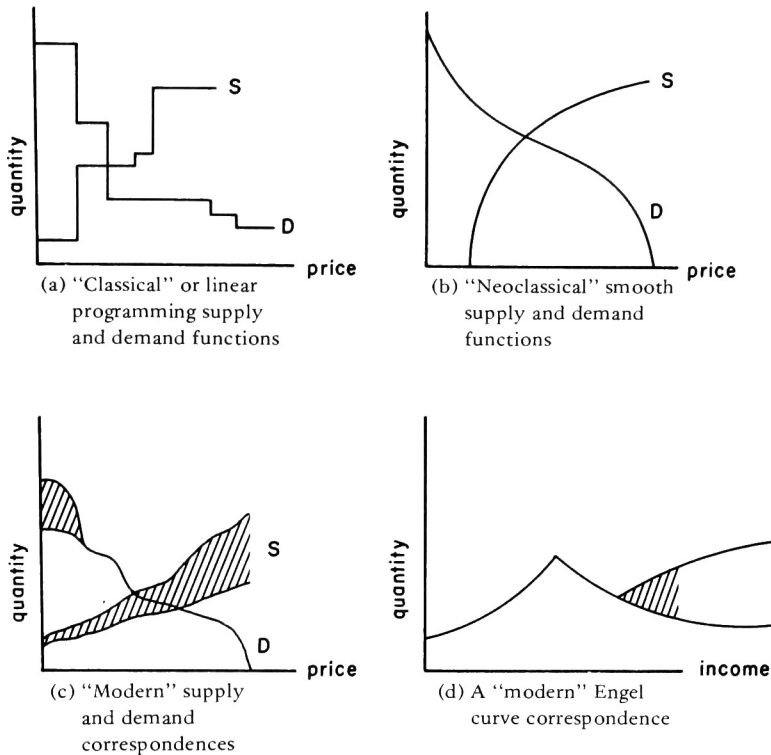 S
D
quantity
price
(a) “Classical” or linear
programming supply
and demand functions
S
D
quantity
price
(b) “Neoclassical” smooth
supply and demand
functions
S
D
quantity
price
(c) “Modern” supply
and demand
correspondences
quantity
income
(d) A “modern” Engel
curve correspondence